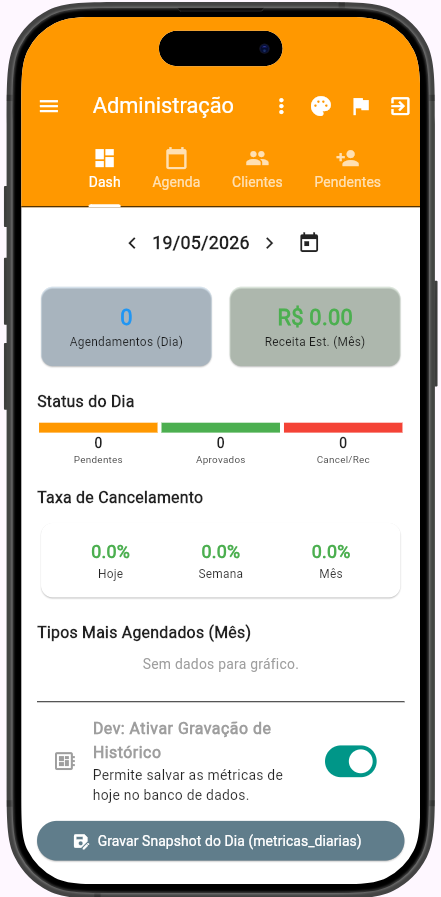 Administração
Dash Agenda Clientes Pendentes
19/05/2026
0 R$ 0.00
Agendamentos (Dia) Receita Est. (Mês)
Status do Dia
0 0 0
Pendentes Aprovados Cancel/Rec
Taxa de Cancelamento
0.0% 0.0% 0.0%
Hoje Semana Mês
Tipos Mais Agendados (Mês)
Sem dados para gráfico.
Dev: Ativar Gravação de
Histórico
Permite salvar as métricas de
hoje no banco de dados.
Gravar Snapshot do Dia (metricas_diarias)